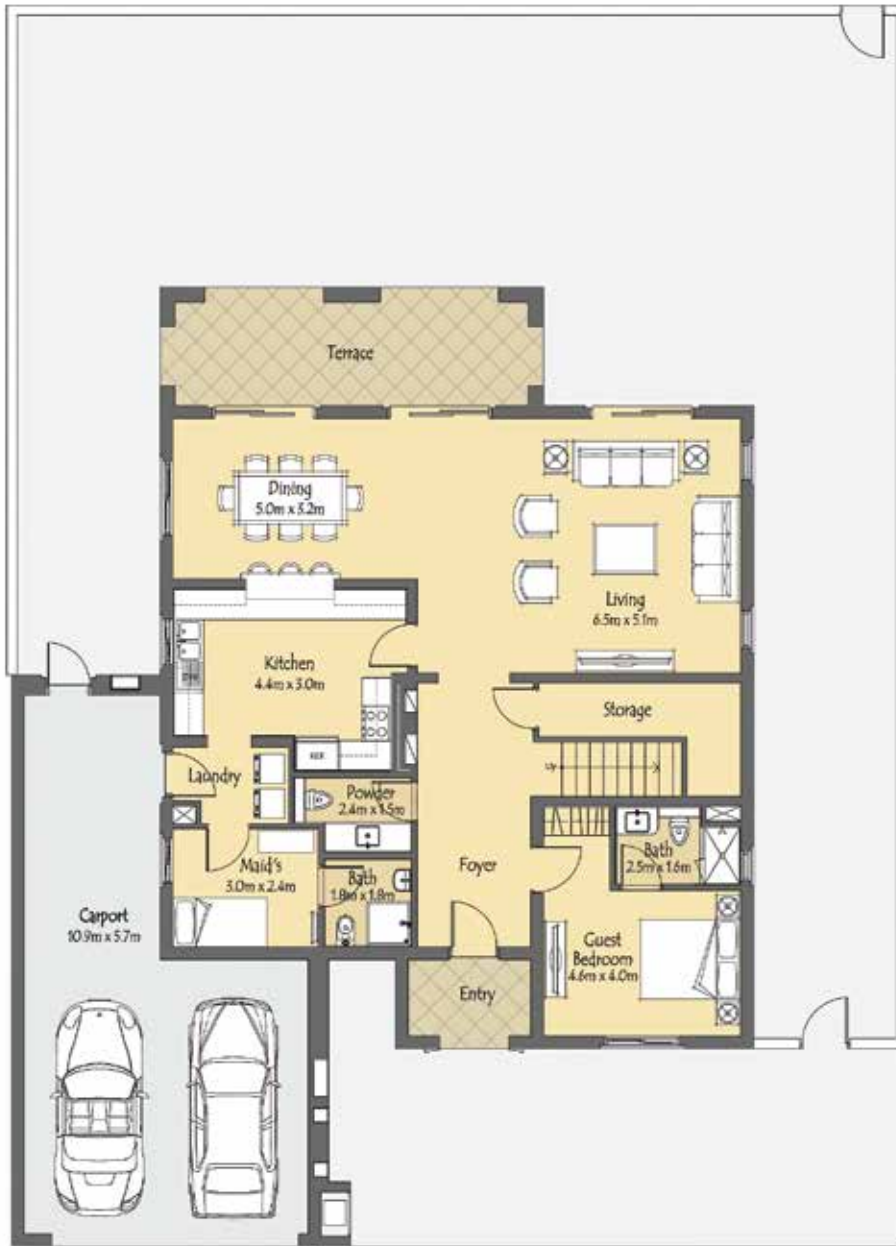 Terrace
Dining
5.0m x 3.2m
Living
6.5m x 5.1m
Kitchen
4.4m x 3.0m
Storage
Laundry
Powder
2.4m x 1.5m
Maid's
3.0m x 2.4m
Bath
1.8m x 1.8m
Foyer
Bath
2.5m x 1.6m
Carport
10.9m x 5.7m
Guest
Bedroom
4.6m x 4.0m
Entry